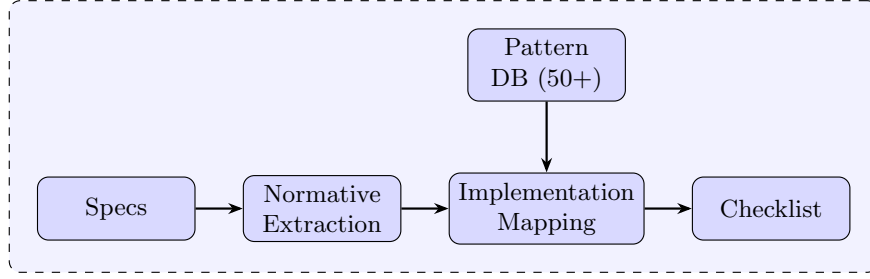 Pattern
DB (50+)
Specs
Normative
Extraction
Implementation
Mapping
Checklist